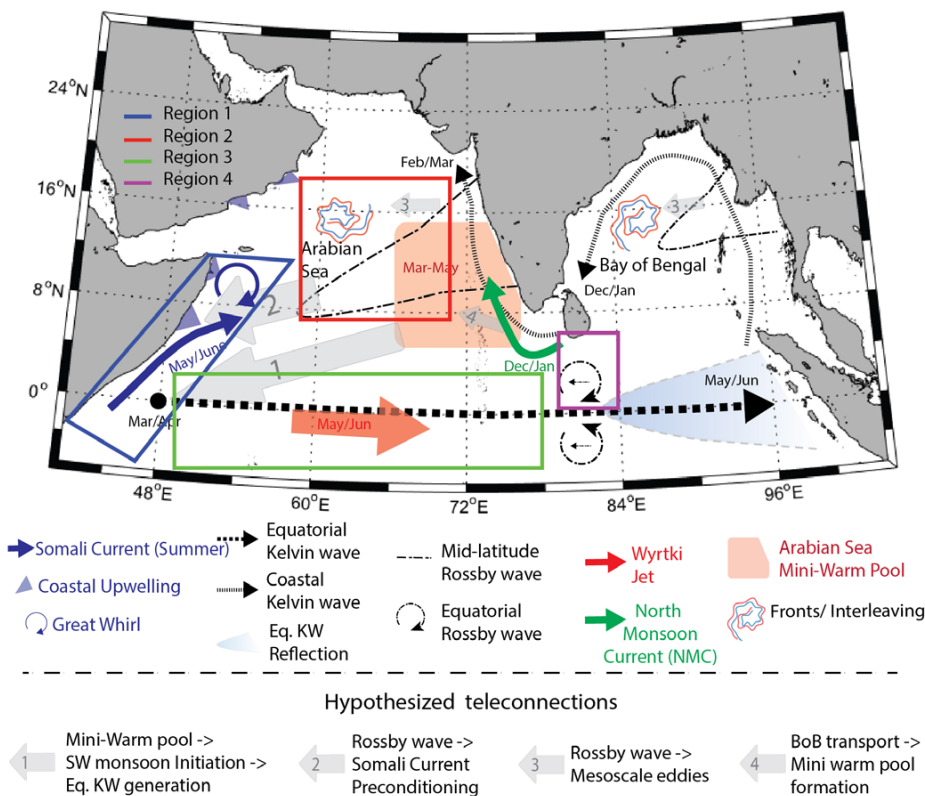 24°N
16°N
8°N
0°
48°E
60°E
72°E
84°E
96°E
Region 1
Region 2
Region 3
Region 4
Feb/Mar
3
3
Arabian
Sea
Mar-May
Bay of Bengal
Dec/Jan
2
4
May/June
1
Dec/Jan
May/Jun
Mar/Apr
May/Jun
Somali Current (Summer)
Coastal Upwelling
Great Whirl
Equatorial
Kelvin wave
Coastal
Kelvin wave
Eq. KW
Reflection
Mid-latitude
Rossby wave
Equatorial
Rossby wave
Wyrtki
Jet
North
Monsoon
Current (NMC)
Arabian Sea
Mini-Warm Pool
Fronts/ Interleaving
Hypothesized teleconnections
1
Mini-Warm pool ->
SW monsoon Initiation ->
Eq. KW generation
2
Rossby wave ->
Somali Current
Preconditioning
3
Rossby wave ->
Mesoscale eddies
4
BoB transport ->
Mini warm pool
formation